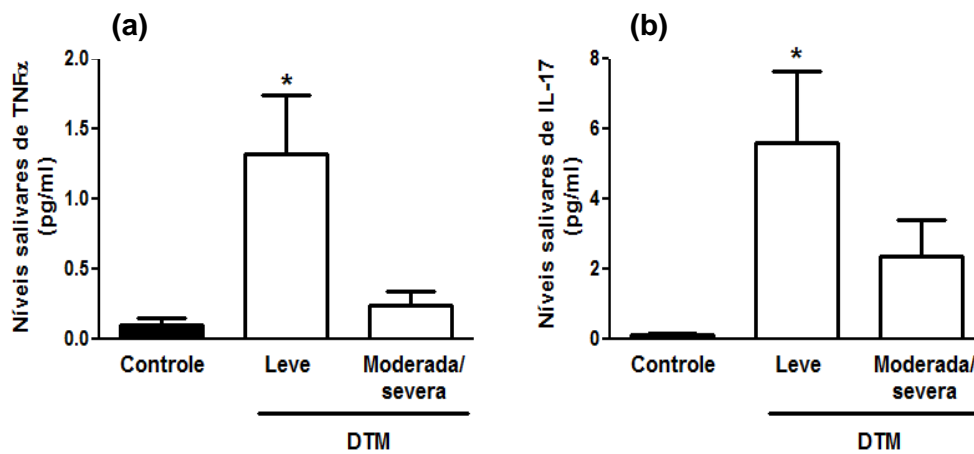 (a)
Níveis salivares de TNFα
(pg/ml)
2.0
1.5
1.0
0.5
0.0
*
Controle
Leve
Moderada/
severa
DTM
(b)
Níveis salivares de IL-17
(pg/ml)
8
6
4
2
0
*
Controle
Leve
Moderada/
severa
DTM